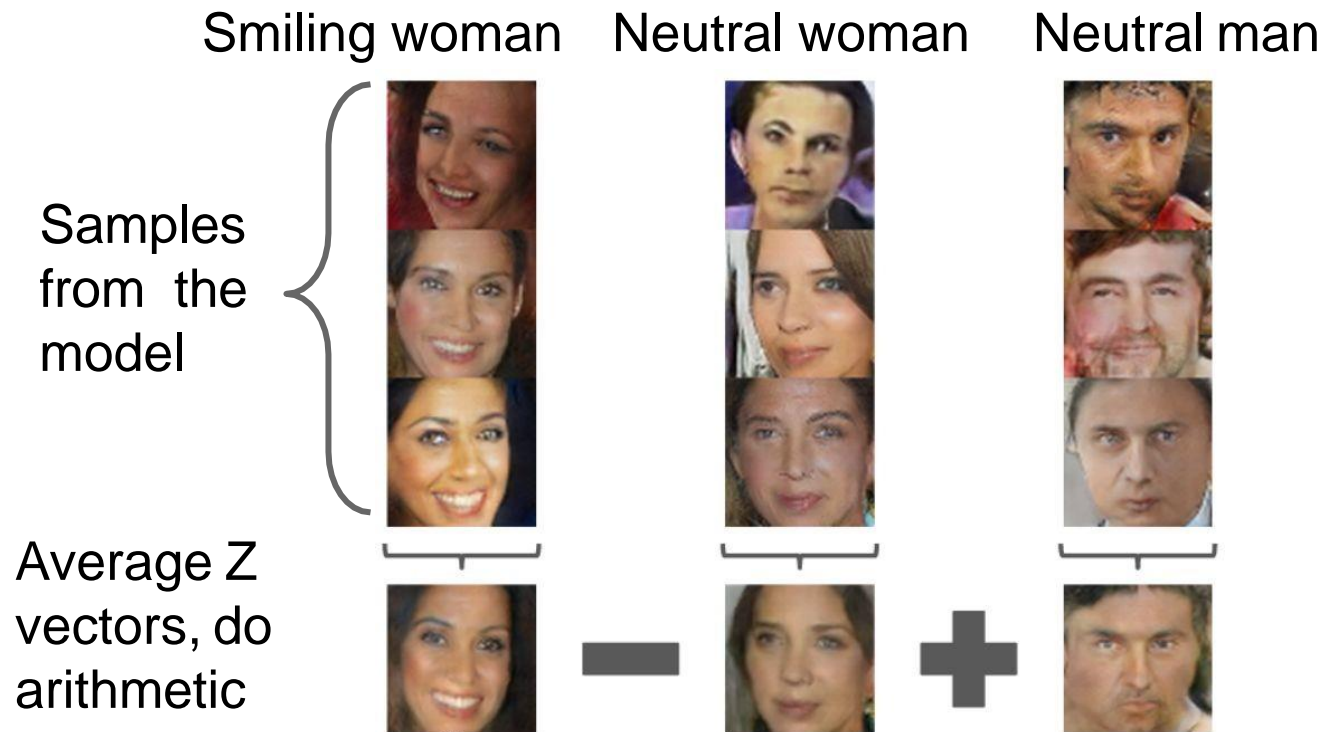 Smiling woman Neutral woman Neutral man
Samples
from the
model
Average Z
vectors, do
arithmetic